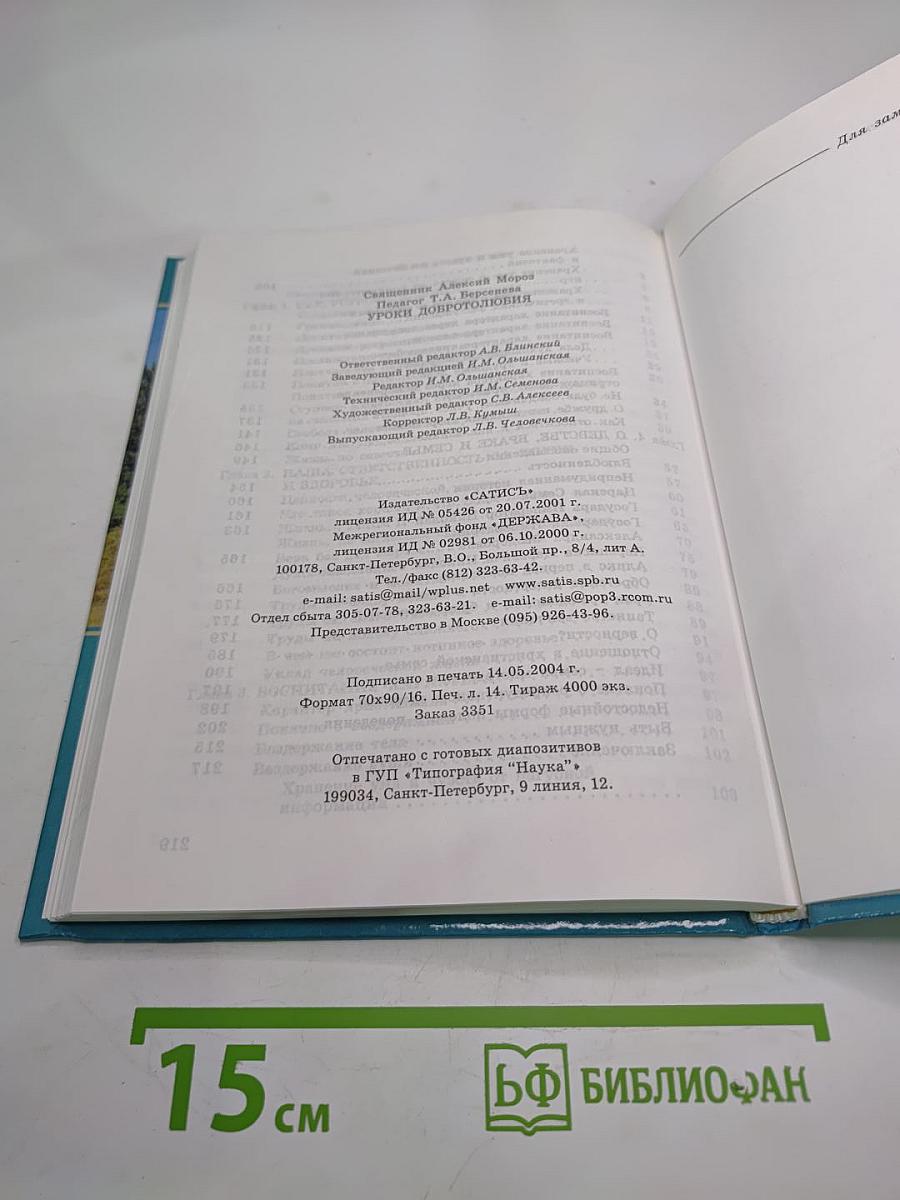 Священник Алексий Мороз
Педагог Т.А. Берсенева
УРОКИ ДОБРОТОЛЮБИЯ
Ответственный редактор А.В. Блинский
Заведующий редакцией И.М. Ольшанская
Редактор И.М. Ольшанская
Технический редактор И.М. Семенова
Художественный редактор С.В. Алексеев
Корректор Л.В. Кумыш
Выпускающий редактор Л.В. Человечкова
Издательство «САТИСЪ»
лицензия ИД № 05426 от 20.07.2001 г.
Межрегиональный фонд «ДЕРЖАВА»,
лицензия ИД № 02981 от 06.10.2000 г.
100178, Санкт-Петербург, В.О., Большой пр., 8/4, лит А.
Тел./факс (812) 323-63-42.
e-mail: satis@mail/wplus.net www.satis.spb.ru
Отдел сбыта 305-07-78, 323-63-21. e-mail: satis@pop3.rcom.ru
Представительство в Москве (095) 926-43-96.
Подписано в печать 14.05.2004 г.
Формат 70х90/16. Печ. л. 14. Тираж 4000 экз.
Заказ 3351
Отпечатано с готовых диапозитивов
в ГУП «Типография “Наука”»
199034, Санкт-Петербург, 9 линия, 12.
Для зам
15 см
БФ БИБЛИОФАН